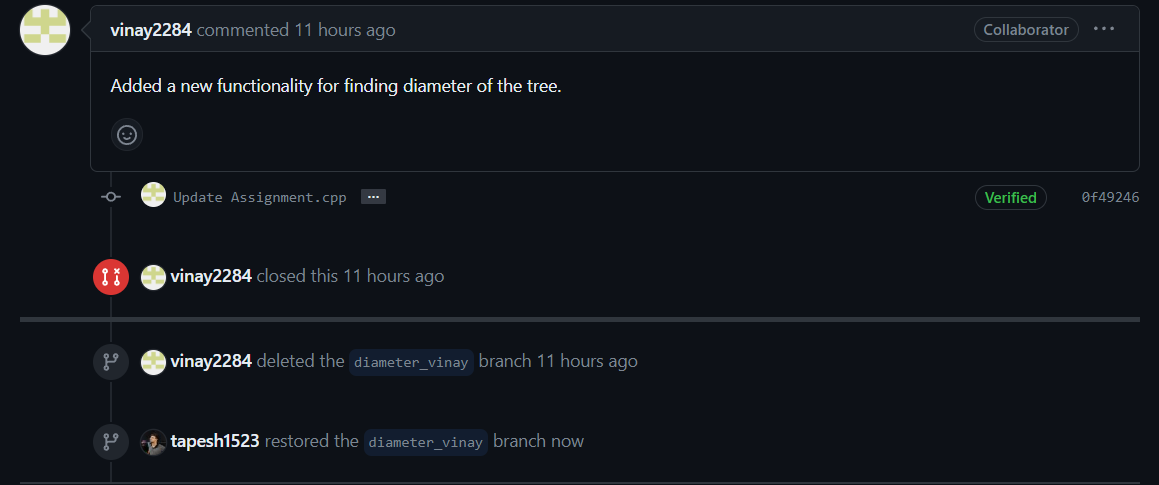 vinay2284 commented 11 hours ago Collaborator ...
Added a new functionality for finding diameter of the tree.
Update Assignment.cpp ... Verified 0f49246
vinay2284 closed this 11 hours ago
vinay2284 deleted the diameter_vinay branch 11 hours ago
tapesh1523 restored the diameter_vinay branch now